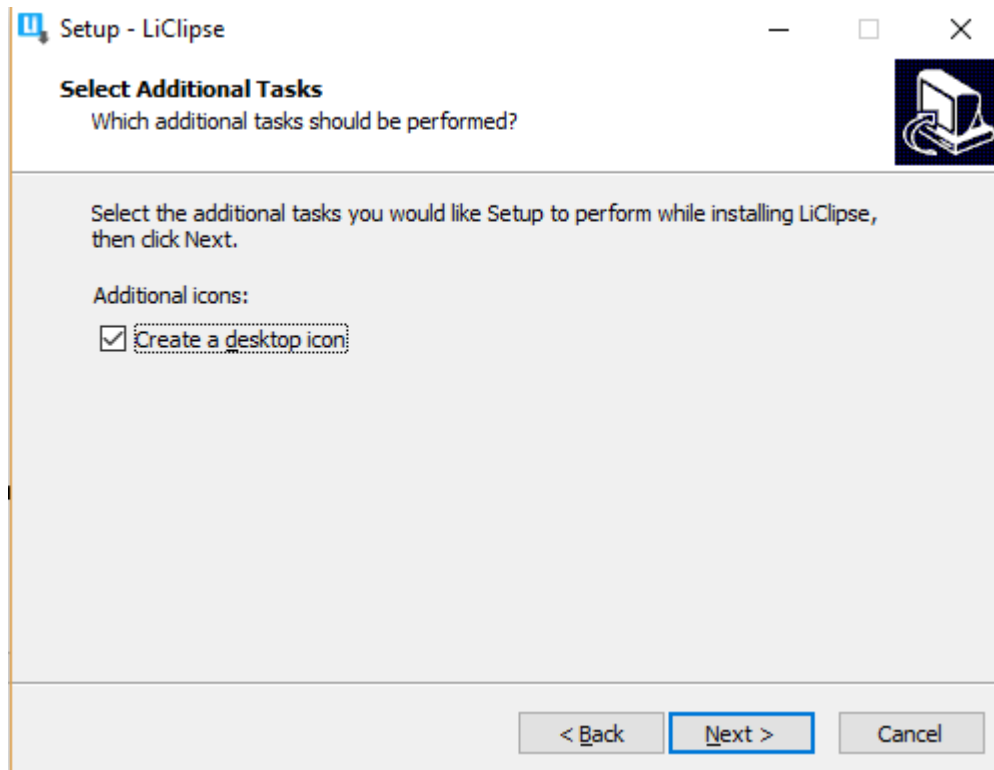 Setup - LiClipse
Select Additional Tasks
Which additional tasks should be performed?
Select the additional tasks you would like Setup to perform while installing LiClipse,
then click Next.
Additional icons:
Create a desktop icon
< Back
Next >
Cancel